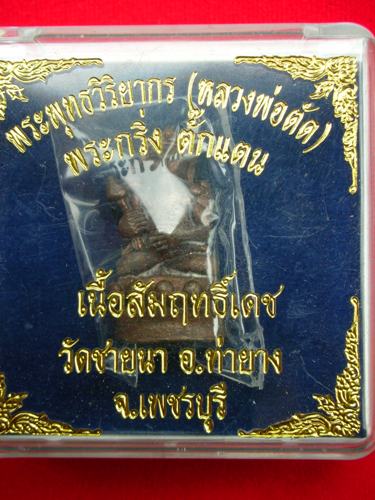 พระพุทธวิริยากร (หลวงพ่อตัด)
พระกริ่ง ตั๊กแตน
เนื้อสัมฤทธิ์เดช
วัดชายนา อ.ท่ายาง
จ.เพชรบุรี